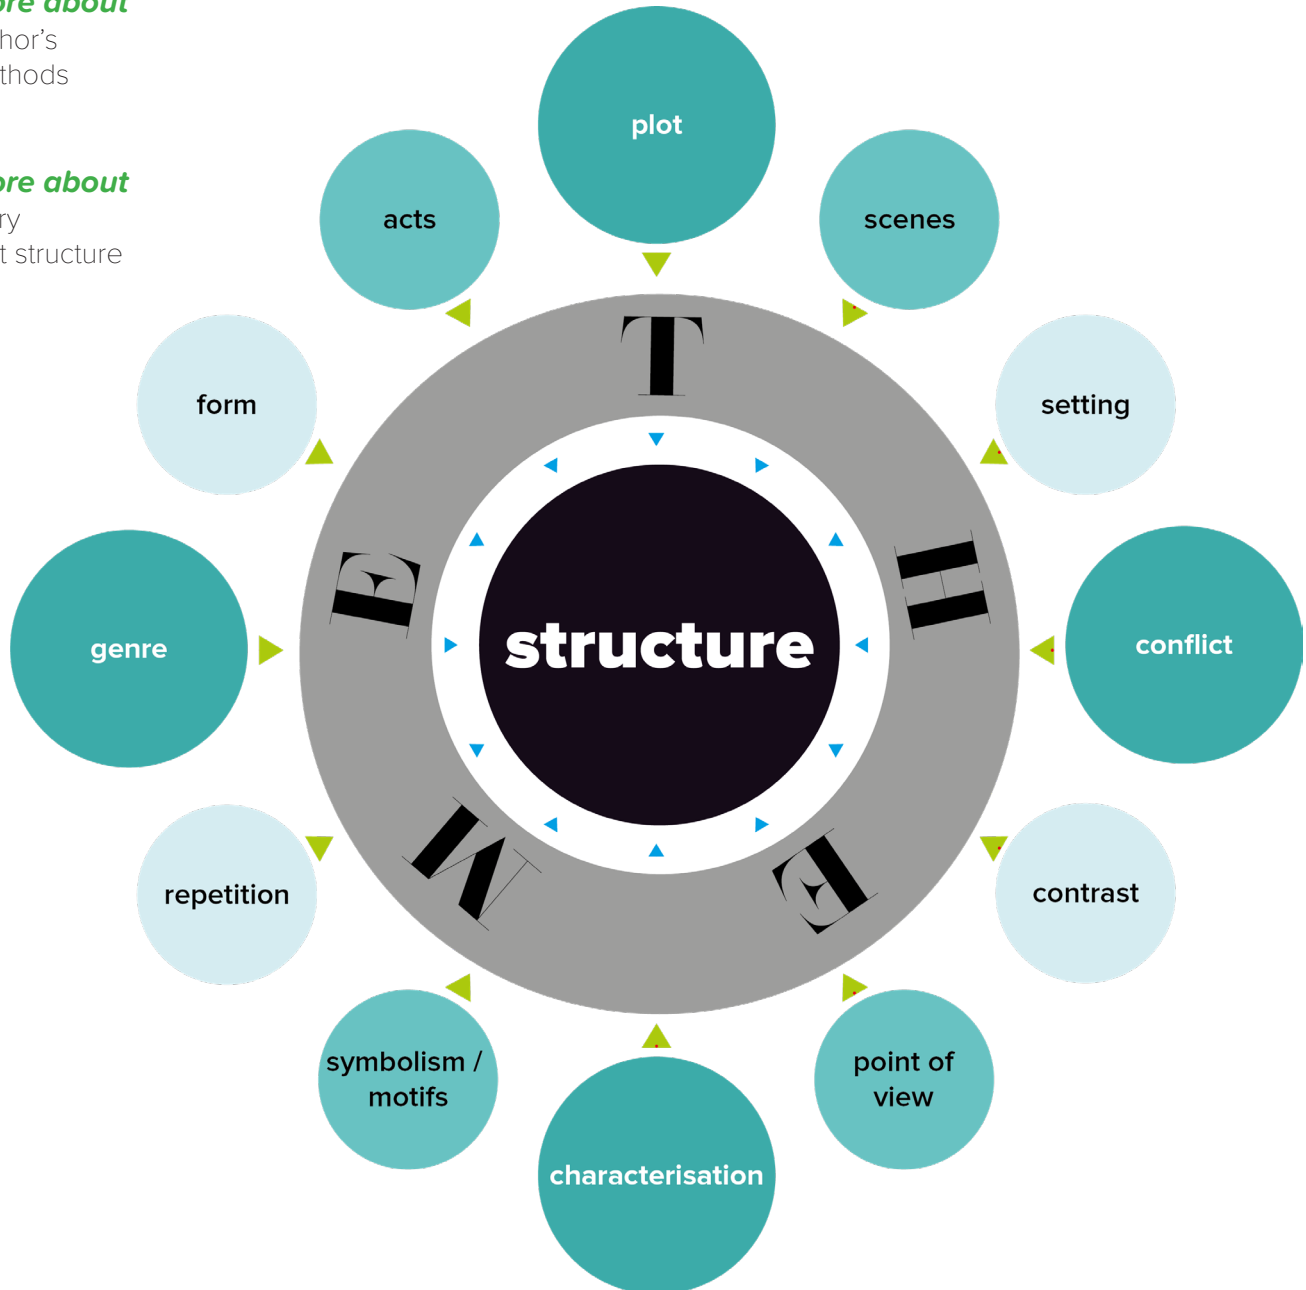 ore about
hor’s
thods
ore about
ry
t structure
plot
acts
scenes
form
setting
genre
conflict
repetition
contrast
symbolism /
motifs
point of
view
characterisation
T H E M E
structure